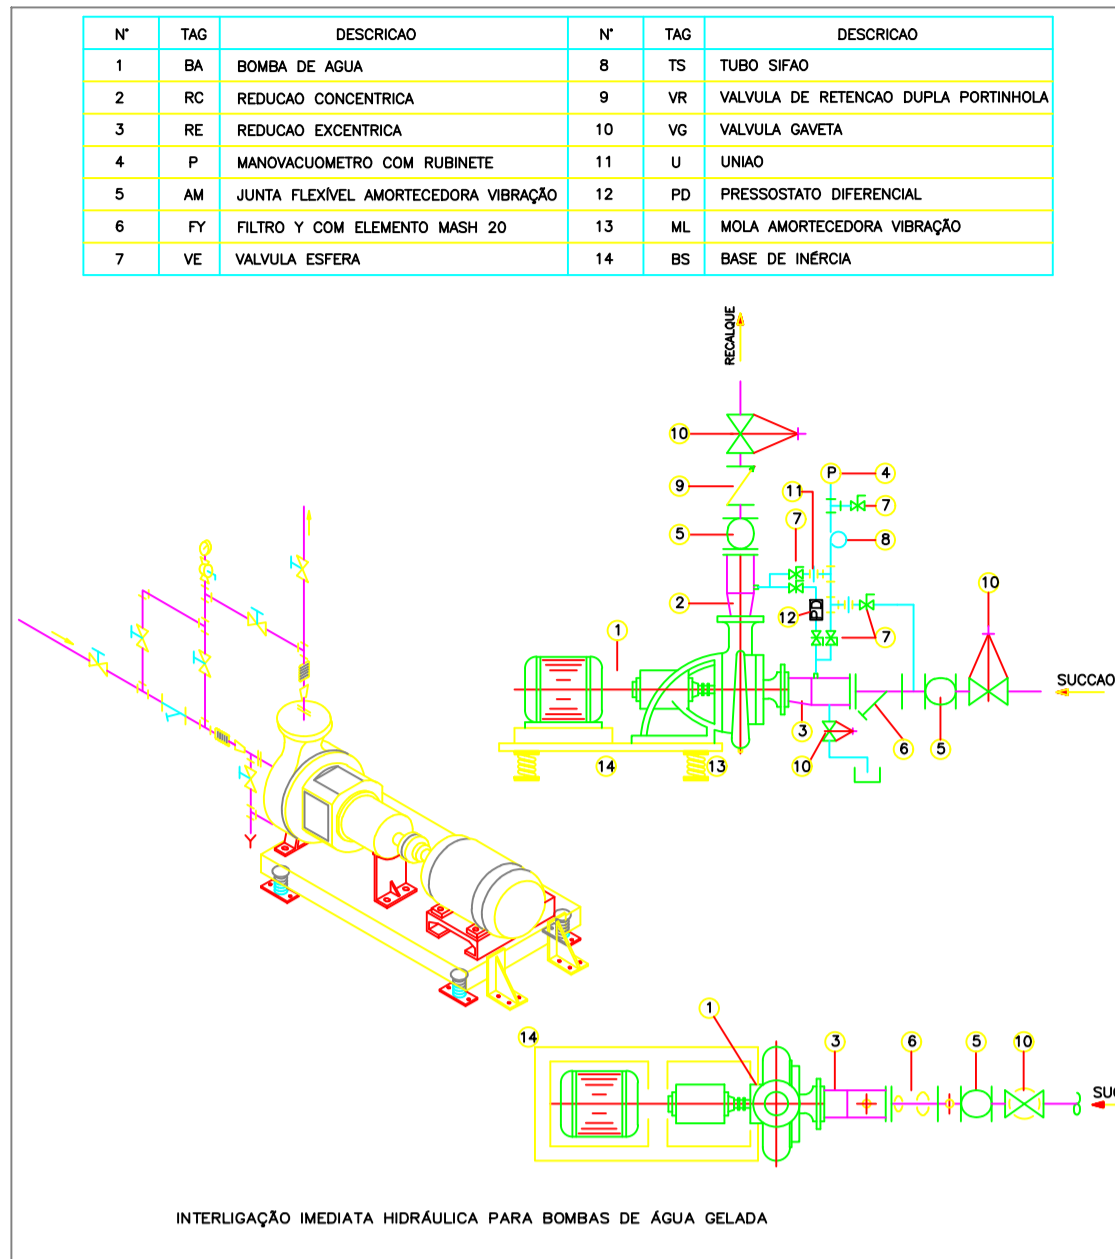 N° TAG DESCRICAO N° TAG DESCRICAO
1 BA BOMBA DE AGUA 8 TS TUBO SIFAO
2 RC REDUCAO CONCENTRICA 9 VR VALVULA DE RETENCAO DUPLA PORTINHOLA
3 RE REDUCAO EXCENTRICA 10 VG VALVULA GAVETA
4 P MANOVACUOMETRO COM RUBINETE 11 U UNIAO
5 AM JUNTA FLEXÍVEL AMORTECEDORA VIBRAÇÃO 12 PD PRESSOSTATO DIFERENCIAL
6 FY FILTRO Y COM ELEMENTO MASH 20 13 ML MOLA AMORTECEDORA VIBRAÇÃO
7 VE VALVULA ESFERA 14 BS BASE DE INÉRCIA
RECALQUE
10
P 4
9
11
7
7
5
8
10
2
12
PD
1
7
SUCCAO
3
14
13
10
6
5
Y
Y
1
14
3
6
5
10
SUC
INTERLIGAÇÃO IMEDIATA HIDRÁULICA PARA BOMBAS DE ÁGUA GELADA